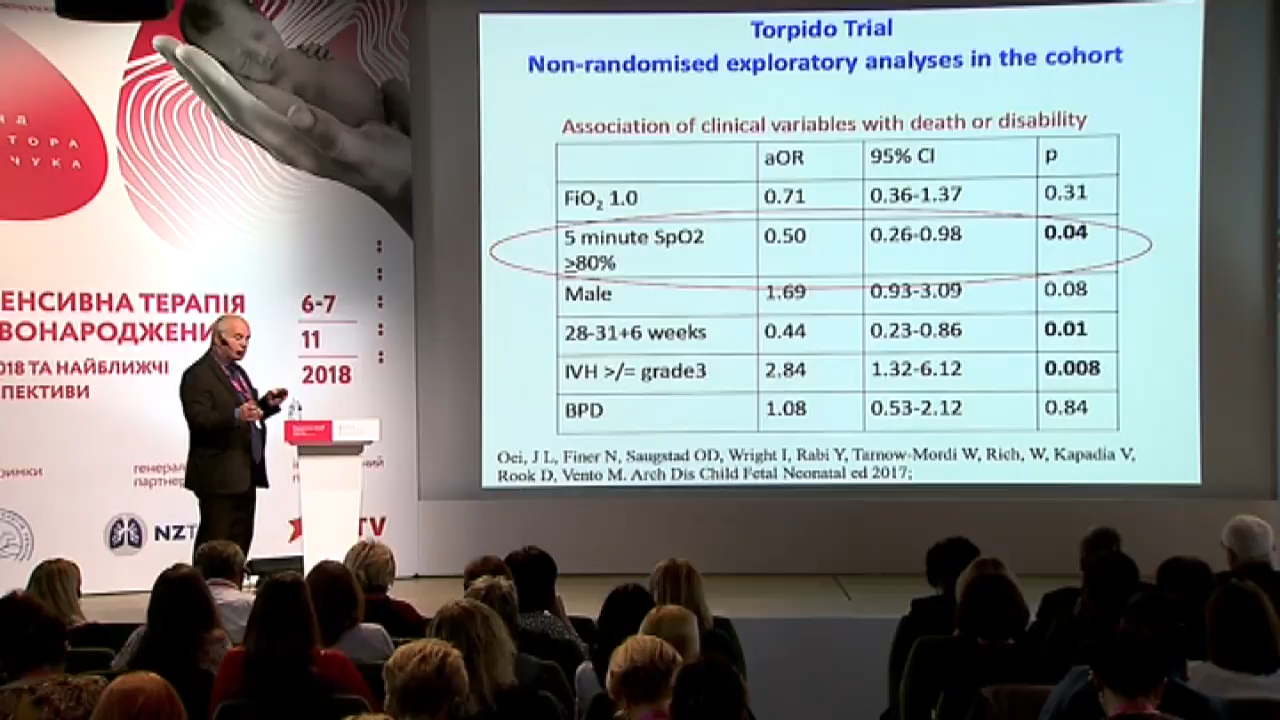 Torpido Trial
Non-randomised exploratory analyses in the cohort
Association of clinical variables with death or disability
aOR 95% CI p
FiO2 1.0 0.71 0.36-1.37 0.31
5 minute SpO2 ≥80% 0.50 0.26-0.98 0.04
Male 1.69 0.93-3.09 0.08
28-31+6 weeks 0.44 0.23-0.86 0.01
IVH >/= grade3 2.84 1.32-6.12 0.008
BPD 1.08 0.53-2.12 0.84
Oei, J L, Finer N, Saugstad OD, Wright I, Rabi Y, Tarnow-Mordi W, Rich, W, Kapadia V,
Rook D, Vento M. Arch Dis Child Fetal Neonatal ed 2017;
ЯД
ТОРА
ЧУКА
ЕНСИВНА ТЕРАПІЯ
ВОНАРОДЖЕНИ
018 ТА НАЙБЛИЖЧІ
ПЕКТИВИ
6-7
11
2018
римки
генерал
партнер
NZT
TV